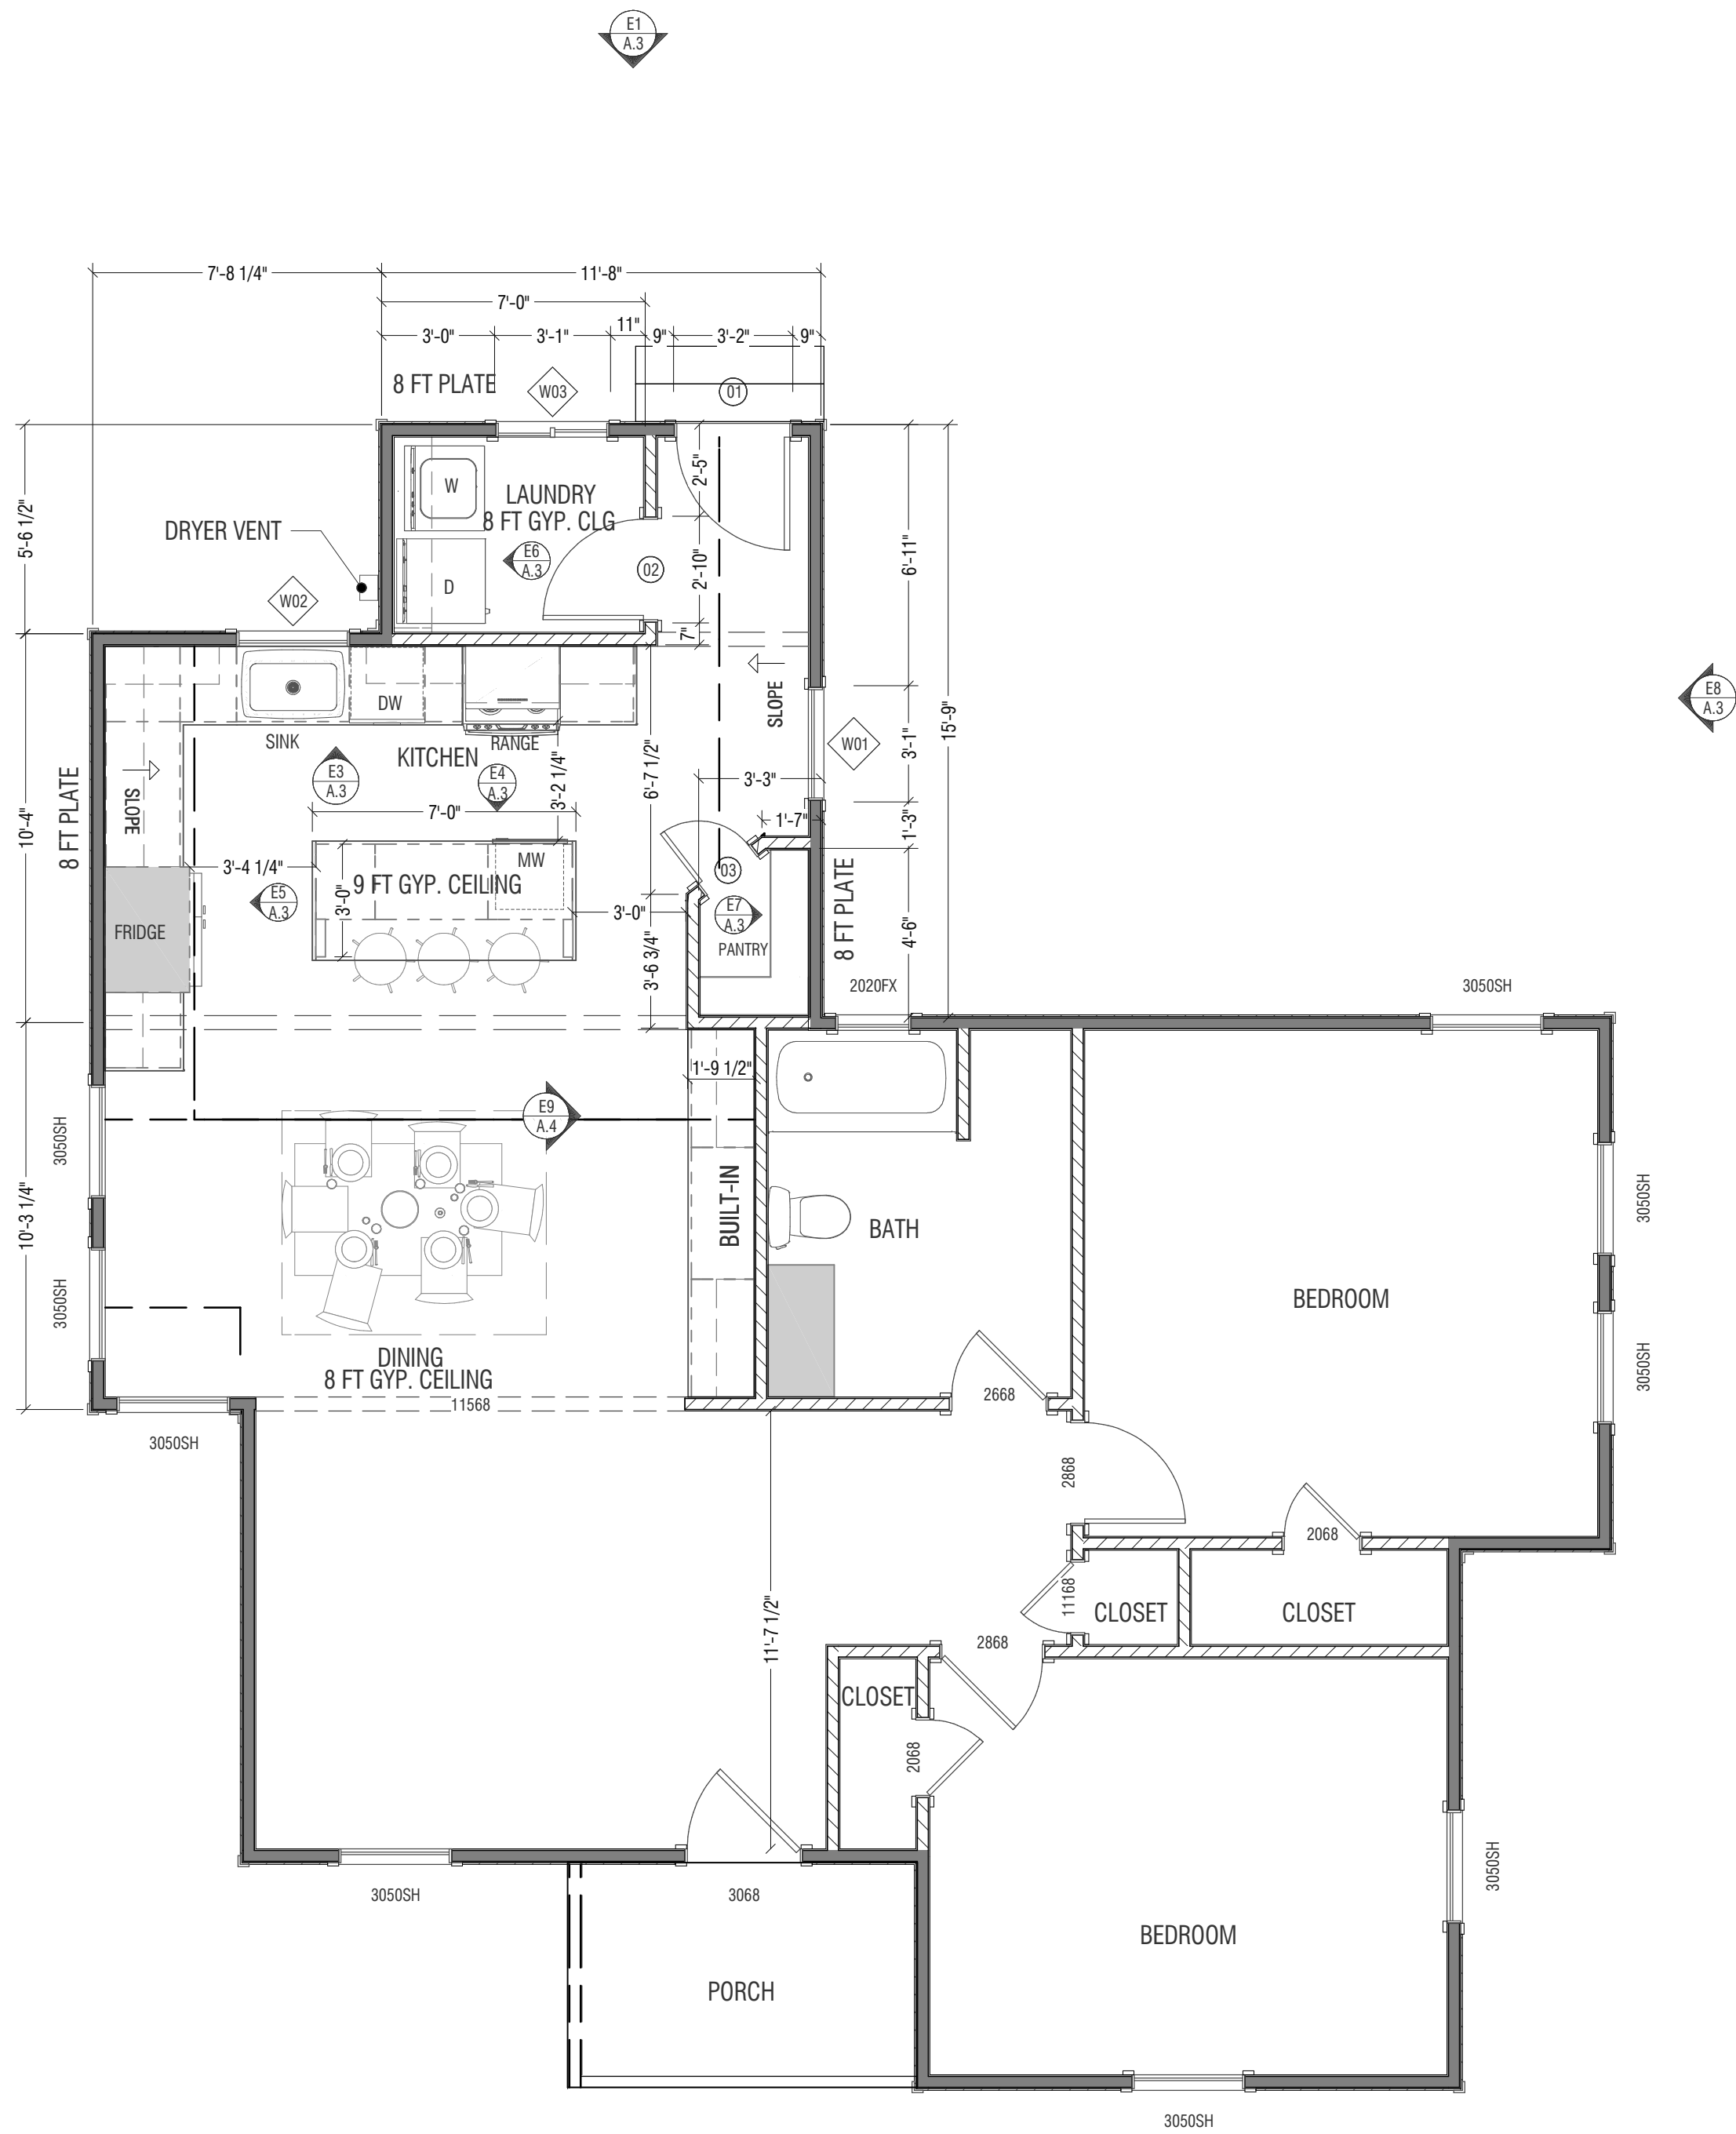 E1
A.3
7'-8 1/4"
11'-8"
7'-0"
3'-0"
3'-1"
11"
9"
3'-2"
9"
8 FT PLATE
W03
01
5'-6 1/2"
DRYER VENT
W02
W
LAUNDRY
8 FT GYP. CLG
E6
A.3
D
02
2'-5"
2'-10"
7"
6'-11"
15'-9"
SLOPE
E8
A.3
DW
SINK
KITCHEN
RANGE
E3
A.3
E4
A.3
3'-2 1/4"
6'-7 1/2"
W01
3'-1"
3'-3"
1'-7"
1'-3"
8 FT PLATE
10'-4"
SLOPE
7'-0"
MW
3'-4 1/4"
9 FT GYP. CEILING
3'-0"
E5
A.3
FRIDGE
3'-0"
03
E7
A.3
PANTRY
3'-6 3/4"
8 FT PLATE
4'-6"
2020FX
3050SH
1'-9 1/2"
E9
A.4
3050SH
10'-3 1/4"
3050SH
BUILT-IN
BATH
3050SH
BEDROOM
3050SH
DINING
8 FT GYP. CEILING
11568
2668
3050SH
2868
2068
11'-7 1/2"
11168
CLOSET
CLOSET
2868
CLOSET
2068
3050SH
3050SH
3068
BEDROOM
PORCH
3050SH